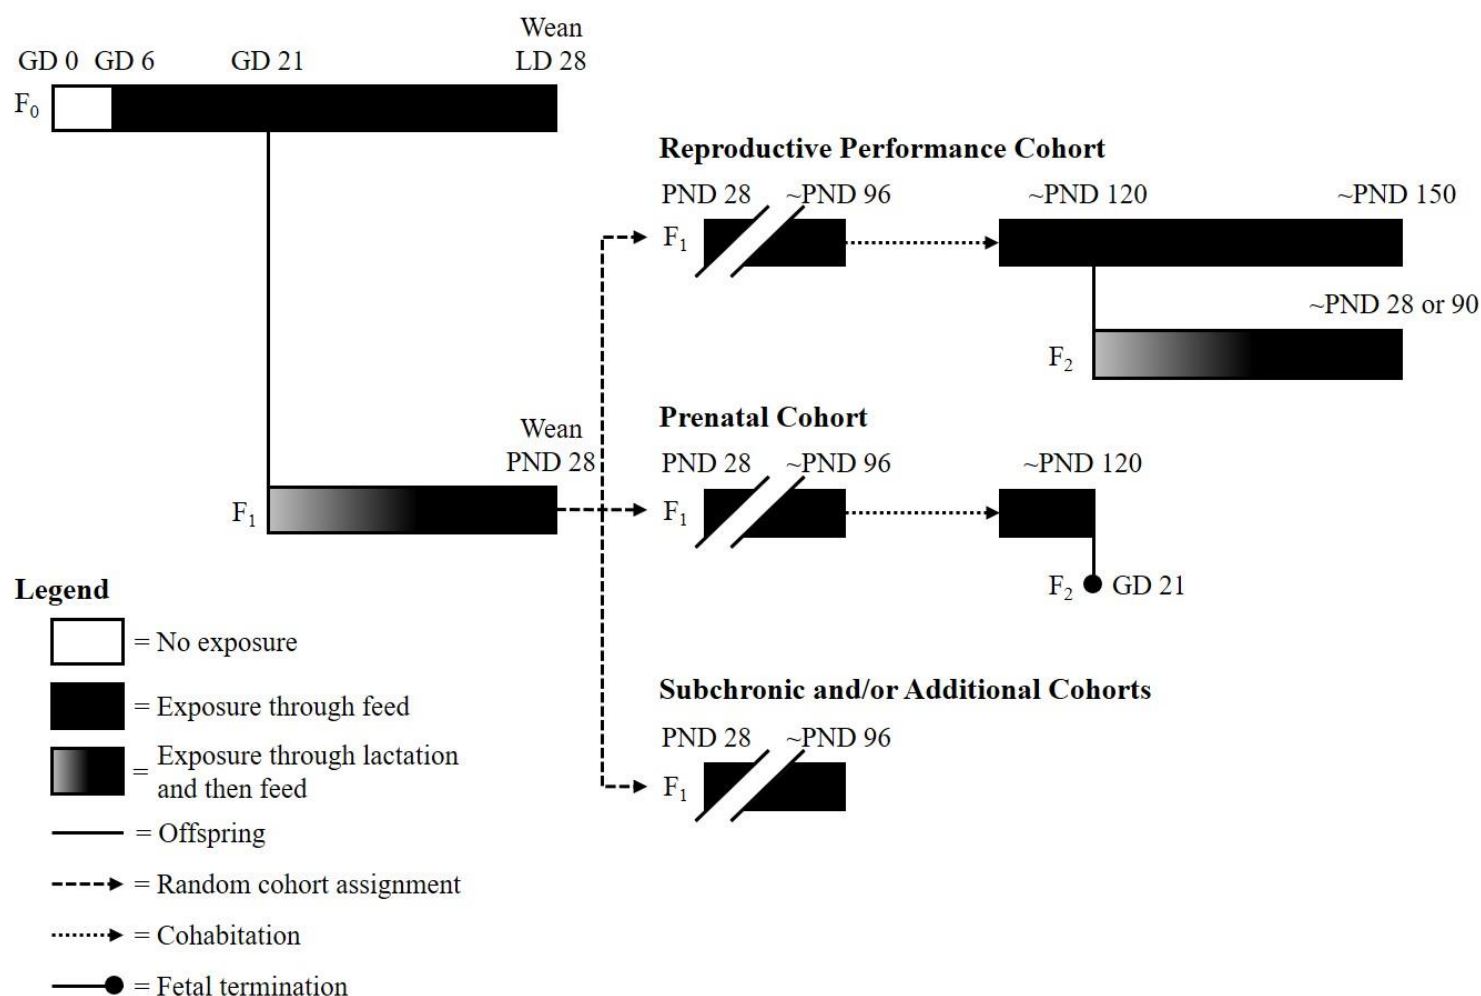 Wean
GD 0 GD 6 GD 21 LD 28
F0
Reproductive Performance Cohort
PND 28 ~PND 96 ~PND 120 ~PND 150
F1
~PND 28 or 90
F2
Prenatal Cohort
Wean
PND 28
PND 28 ~PND 96 ~PND 120
F1 F1
F2 GD 21
Legend
= No exposure
Subchronic and/or Additional Cohorts
= Exposure through feed
PND 28 ~PND 96
= Exposure through lactation
and then feed
F1
= Offspring
= Random cohort assignment
= Cohabitation
= Fetal termination